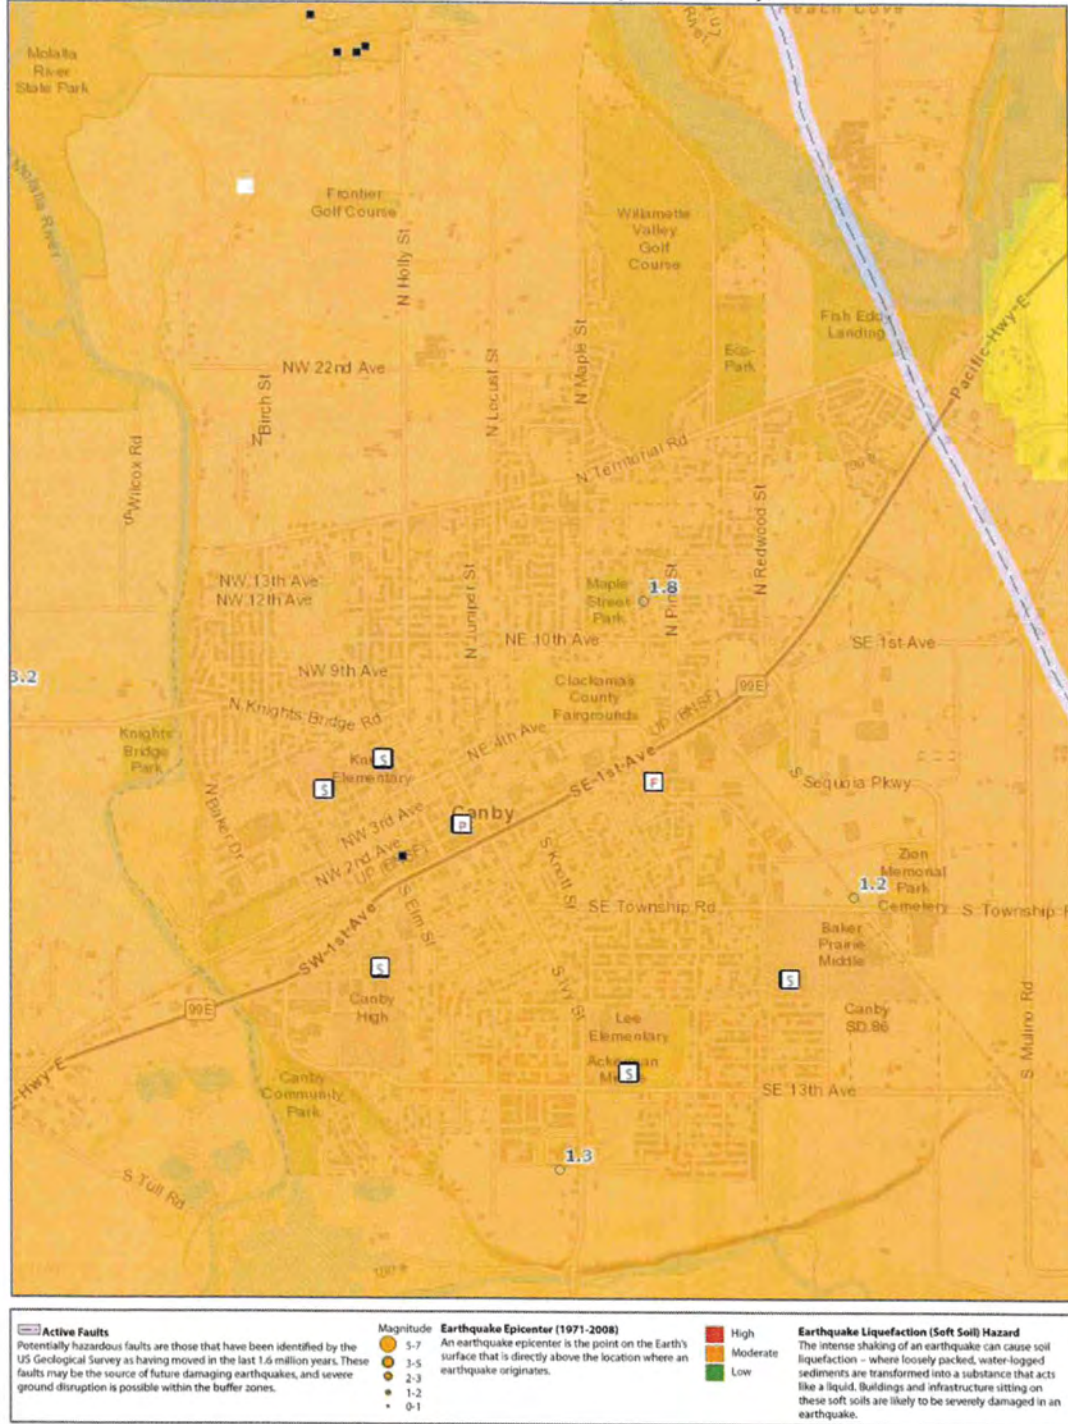 Peach Cove
River
Molalla
River
State Park
Molalla River
Frontier
Golf Course
Willamette
Valley
Golf
Course
N Holly St
Fish Eddy
Landing
Pacific-Hwy-E
Eco-
Park
NW 22nd Ave
N Birch St
N Locust St
N Maple St
S Wilcox Rd
N Territorial Rd
N Redwood St
NW 13th Ave
NW 12th Ave
N Juniper St
Maple
Street
Park
1.8
N Pine St
NE 10th Ave
SE 1st Ave
NW 9th Ave
3.2
Clackamas
County
Fairgrounds
99E
UP (BNSF)
N Knights Bridge Rd
Knights
Bridge
Park
NE 4th Ave
S
Elementary
S
SE-1st-Ave
F
S Sequoia Pkwy
N Baker Dr
NW 3rd Ave
Canby
P
NW 2nd Ave
UP (BNSF)
S Knott St
Zion
Memorial
Park
Cemetery
1.2
S Elm St
SE Township Rd
S Township
SW-1st-Ave
Baker
Prairie
Middle
S
S
Canby
High
S Ivy St
99E
Canby
SD 86
S Mulino Rd
Lee
Elementary
S
-Hwy-E
Canby
Community
Park
SE 13th Ave
1.3
S Tull Rd
Active Faults
Potentially hazardous faults are those that have been identified by the
US Geological Survey as having moved in the last 1.6 million years. These
faults may be the source of future damaging earthquakes, and severe
ground disruption is possible within the buffer zones.
Magnitude
5-7
3-5
2-3
1-2
0-1
Earthquake Epicenter (1971-2008)
An earthquake epicenter is the point on the Earth's
surface that is directly above the location where an
earthquake originates.
High
Moderate
Low
Earthquake Liquefaction (Soft Soil) Hazard
The intense shaking of an earthquake can cause soil
liquefaction – where loosely packed, water-logged
sediments are transformed into a substance that acts
like a liquid. Buildings and infrastructure sitting on
these soft soils are likely to be severely damaged in an
earthquake.